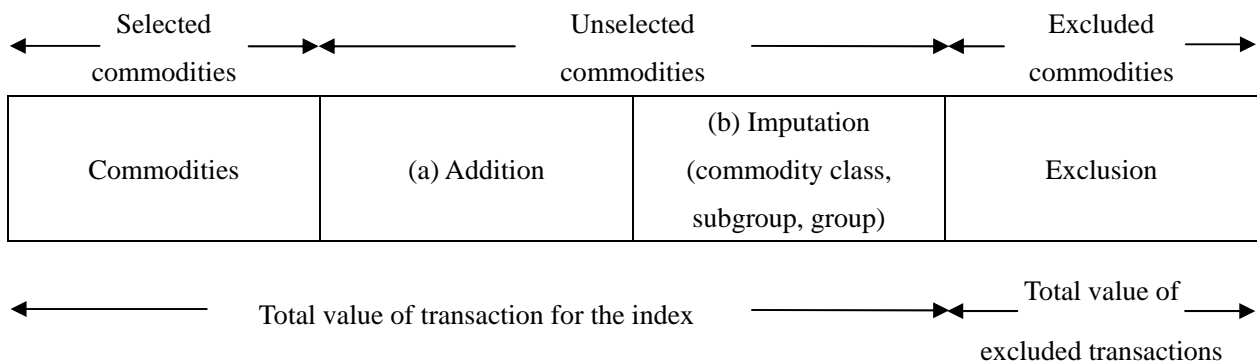 Selected
commodities
Unselected
commodities
Excluded
commodities
Commodities
(a) Addition
(b) Imputation
(commodity class,
subgroup, group)
Exclusion
Total value of transaction for the index
Total value of
excluded transactions